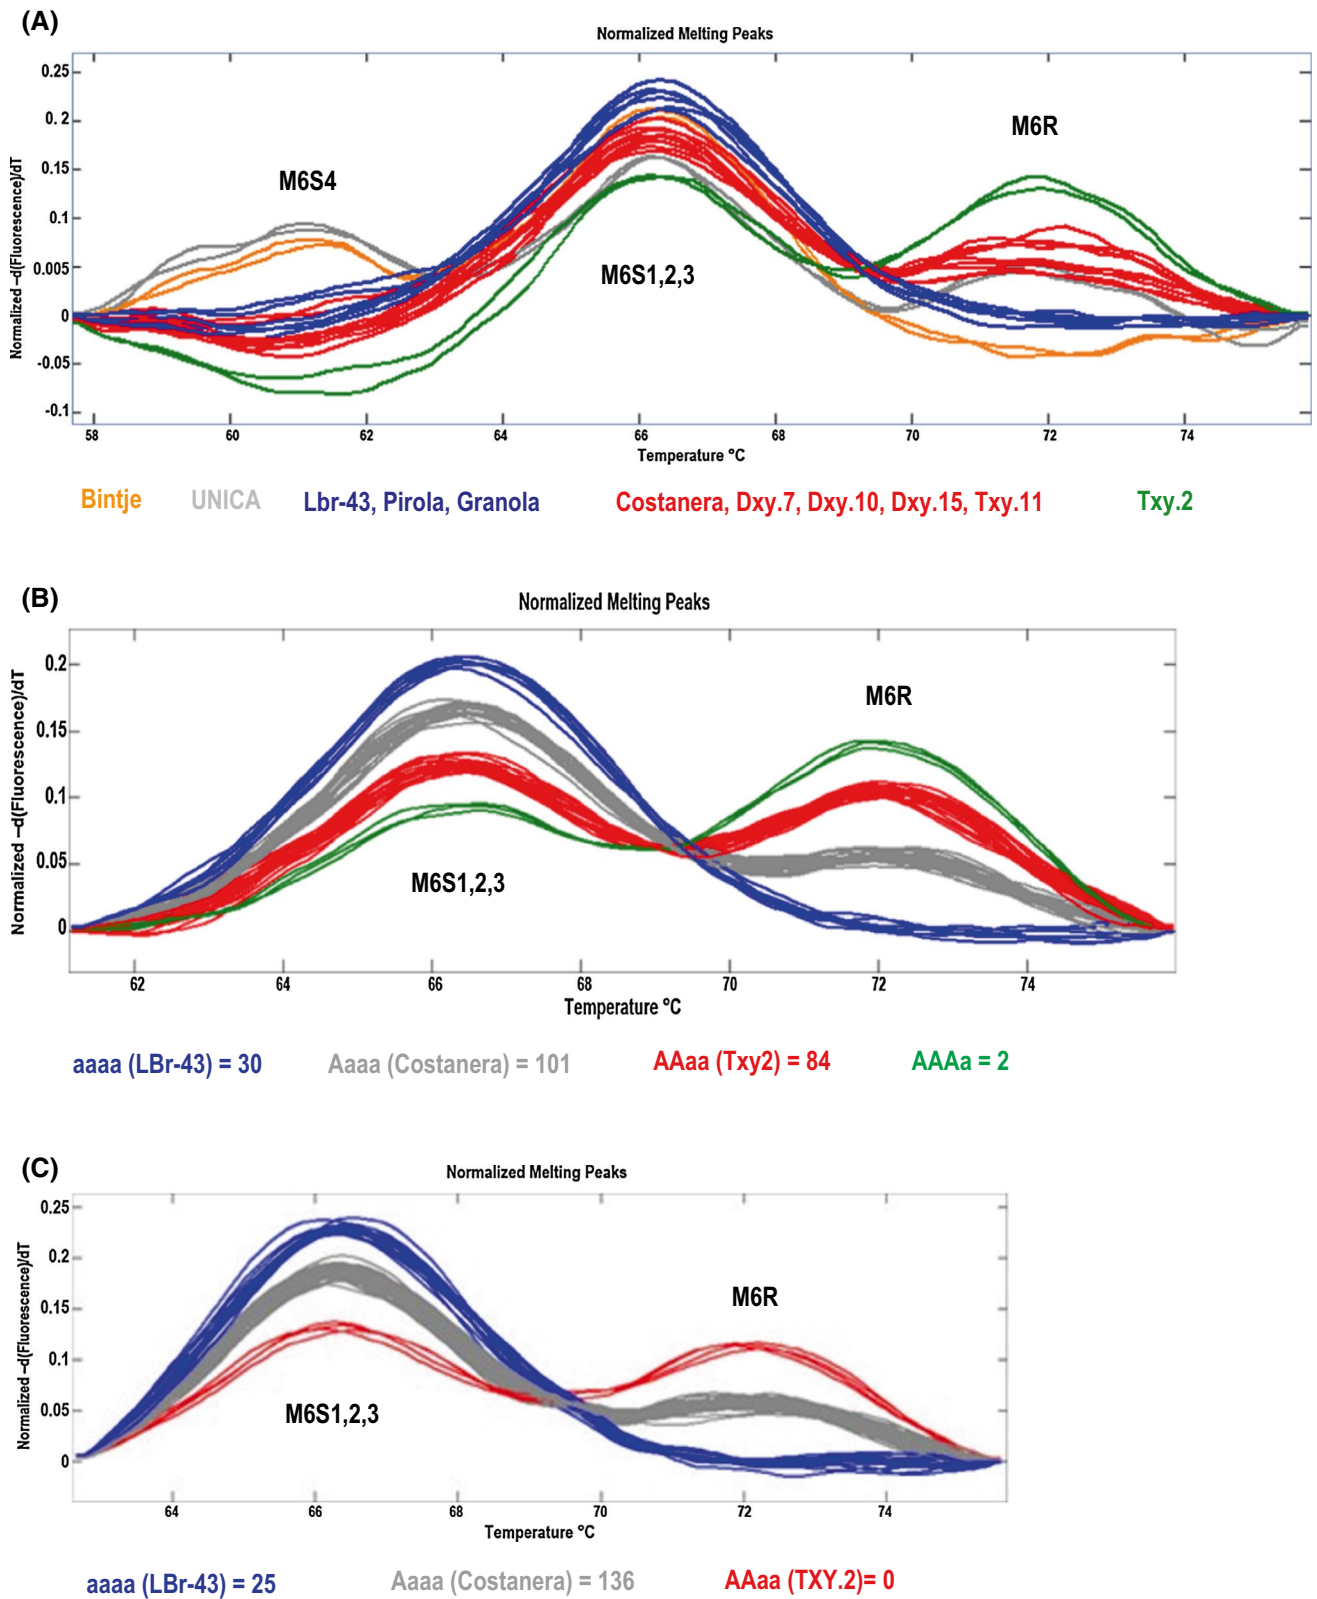 (A)
Normalized Melting Peaks
Normalized –d(Fluorescence)/dT
0.25
0.2
0.15
0.1
0.005
0
-0.05
-0.1
M6S4
M6S1,2,3
M6R
58 60 62 64 66 68 70 72 74
Temperature °C
Bintje UNICA Lbr-43, Pirola, Granola Costanera, Dxy.7, Dxy.10, Dxy.15, Txy.11 Txy.2
(B)
Normalized Melting Peaks
Normalized –d(Fluorescence)/dT
0.2
0.15
0.1
0.05
0
M6R
M6S1,2,3
62 64 66 68 70 72 74
Temperature °C
aaaa (LBr-43) = 30 Aaaa (Costanera) = 101 AAaa (Txy2) = 84 AAAa = 2
(C)
Normalized Melting Peaks
Normalized –d(Fluorescence)/dT
0.25
0.2
0.15
0.1
0.05
0
M6R
M6S1,2,3
64 66 68 70 72 74
Temperature °C
aaaa (LBr-43) = 25 Aaaa (Costanera) = 136 AAaa (TXY.2)= 0